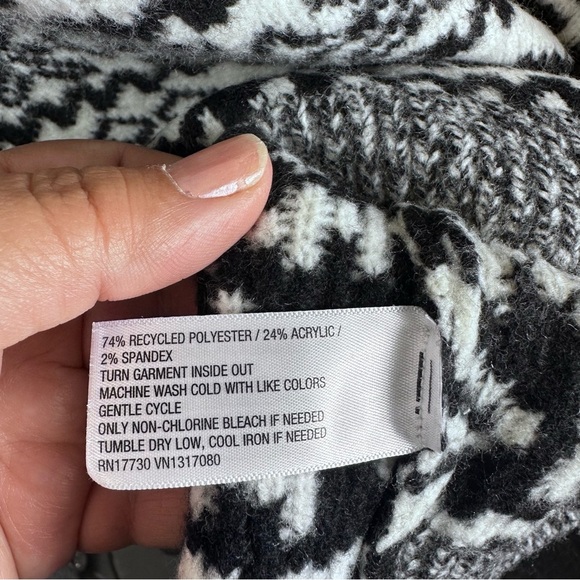 74% RECYCLED POLYESTER / 24% ACRYLIC /
2% SPANDEX
TURN GARMENT INSIDE OUT
MACHINE WASH COLD WITH LIKE COLORS
GENTLE CYCLE
ONLY NON-CHLORINE BLEACH IF NEEDED
TUMBLE DRY LOW, COOL IRON IF NEEDED
RN17730 VN1317080